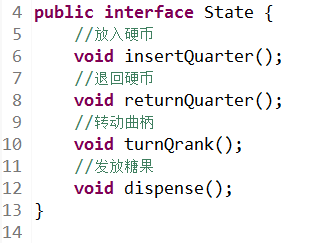 4 public interface State {
5 //放入硬币
6 void insertQuarter();
7 //退回硬币
8 void returnQuarter();
9 //转动曲柄
10 void turnQrank();
11 //发放糖果
12 void dispense();
13 }
14